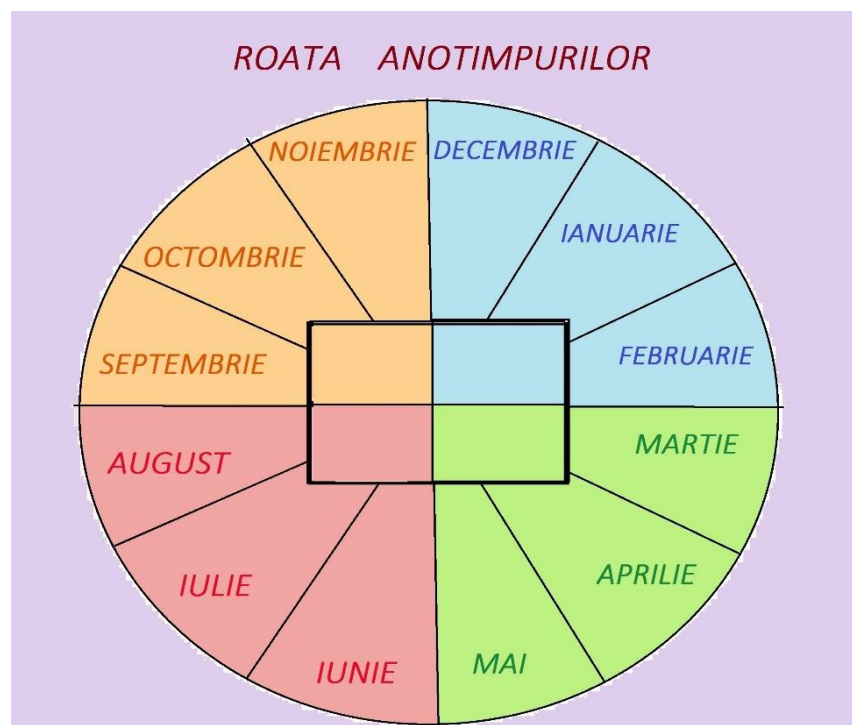 ROATA ANOTIMPURILOR
NOIEMBRIE
DECEMBRIE
IANUARIE
OCTOMBRIE
FEBRUARIE
SEPTEMBRIE
MARTIE
AUGUST
APRILIE
IULIE
MAI
IUNIE